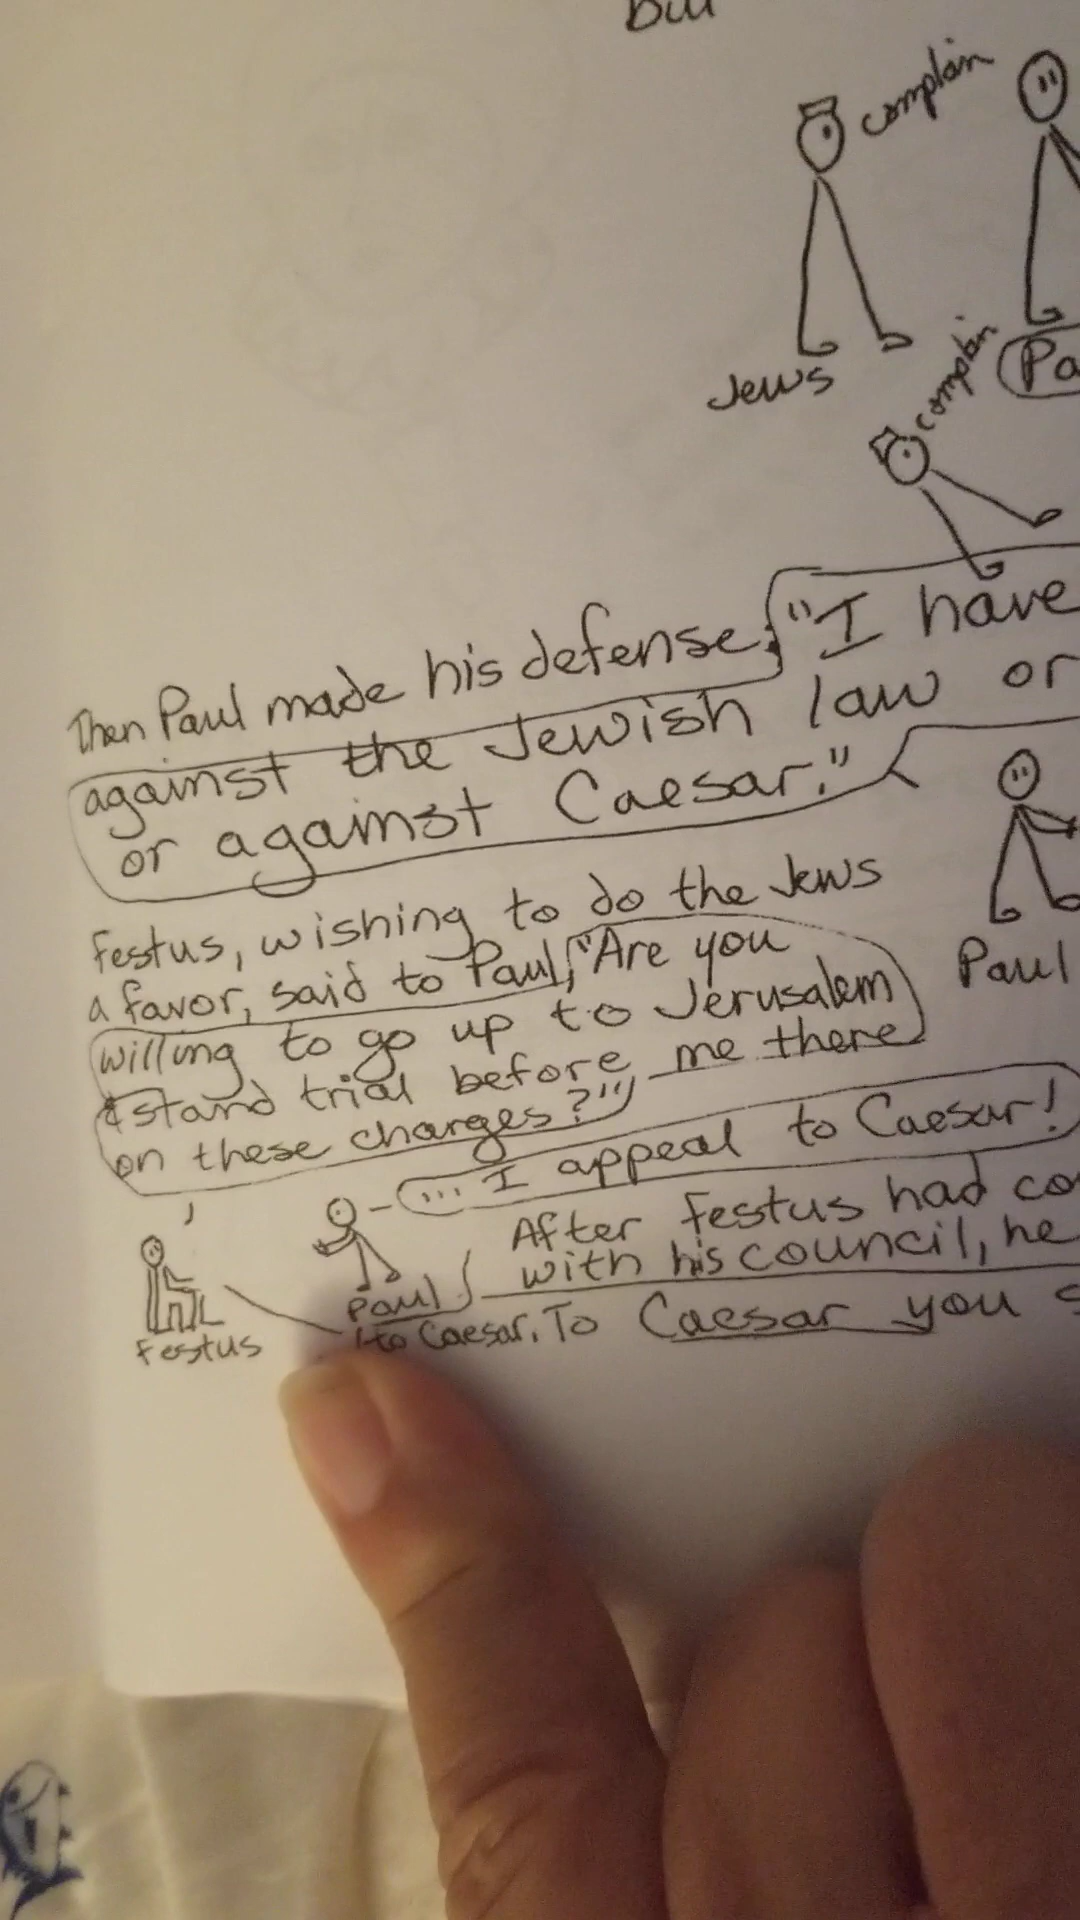 complain
Jews
complain
Then Paul made his defense: "I have
against the Jewish law or
or against Caesar."
Festus, wishing to do the Jews
a favor, said to Paul, "Are you
willing to go up to Jerusalem
& stand trial before me there
on these charges?"
Paul
... I appeal to Caesar!
After Festus had
with his council, he
Paul
Festus
to Caesar. To Caesar you